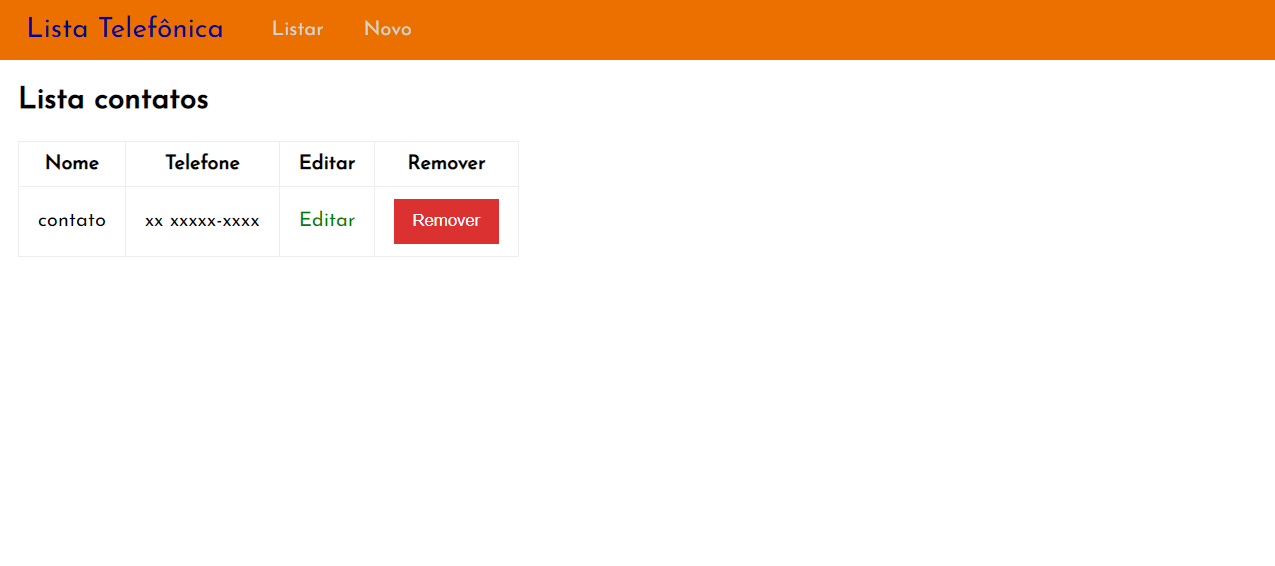 Lista Telefônica Listar Novo
Lista contatos
Nome Telefone Editar Remover
contato xx xxxxx-xxxx Editar Remover